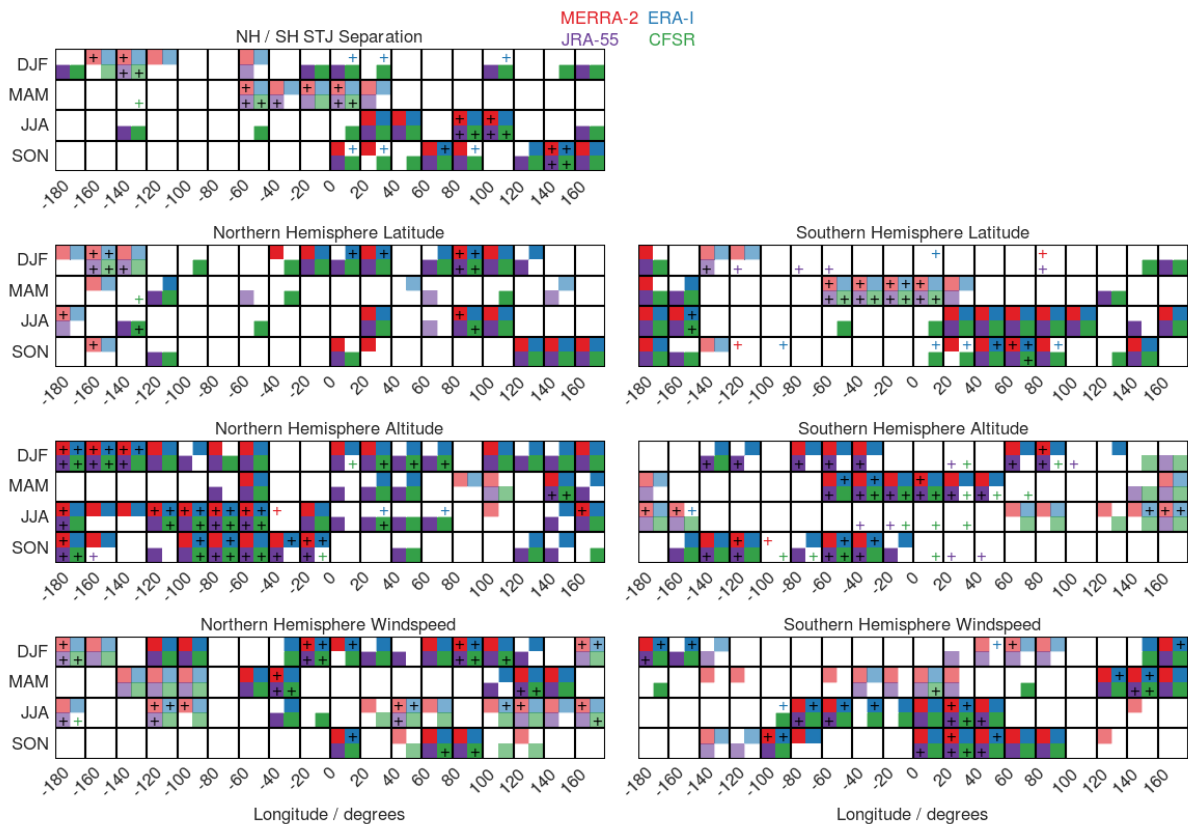 MERRA-2 ERA-I
JRA-55 CFSR
NH / SH STJ Separation
DJF
MAM
JJA
SON
-180 -160 -140 -120 -100 -80 -60 -40 -20 0 20 40 60 80 100 120 140 160
Northern Hemisphere Latitude
DJF
MAM
JJA
SON
-180 -160 -140 -120 -100 -80 -60 -40 -20 0 20 40 60 80 100 120 140 160
Southern Hemisphere Latitude
-180 -160 -140 -120 -100 -80 -60 -40 -20 0 20 40 60 80 100 120 140 160
Northern Hemisphere Altitude
DJF
MAM
JJA
SON
-180 -160 -140 -120 -100 -80 -60 -40 -20 0 20 40 60 80 100 120 140 160
Southern Hemisphere Altitude
-180 -160 -140 -120 -100 -80 -60 -40 -20 0 20 40 60 80 100 120 140 160
Northern Hemisphere Windspeed
DJF
MAM
JJA
SON
-180 -160 -140 -120 -100 -80 -60 -40 -20 0 20 40 60 80 100 120 140 160
Longitude / degrees
Southern Hemisphere Windspeed
-180 -160 -140 -120 -100 -80 -60 -40 -20 0 20 40 60 80 100 120 140 160
Longitude / degrees